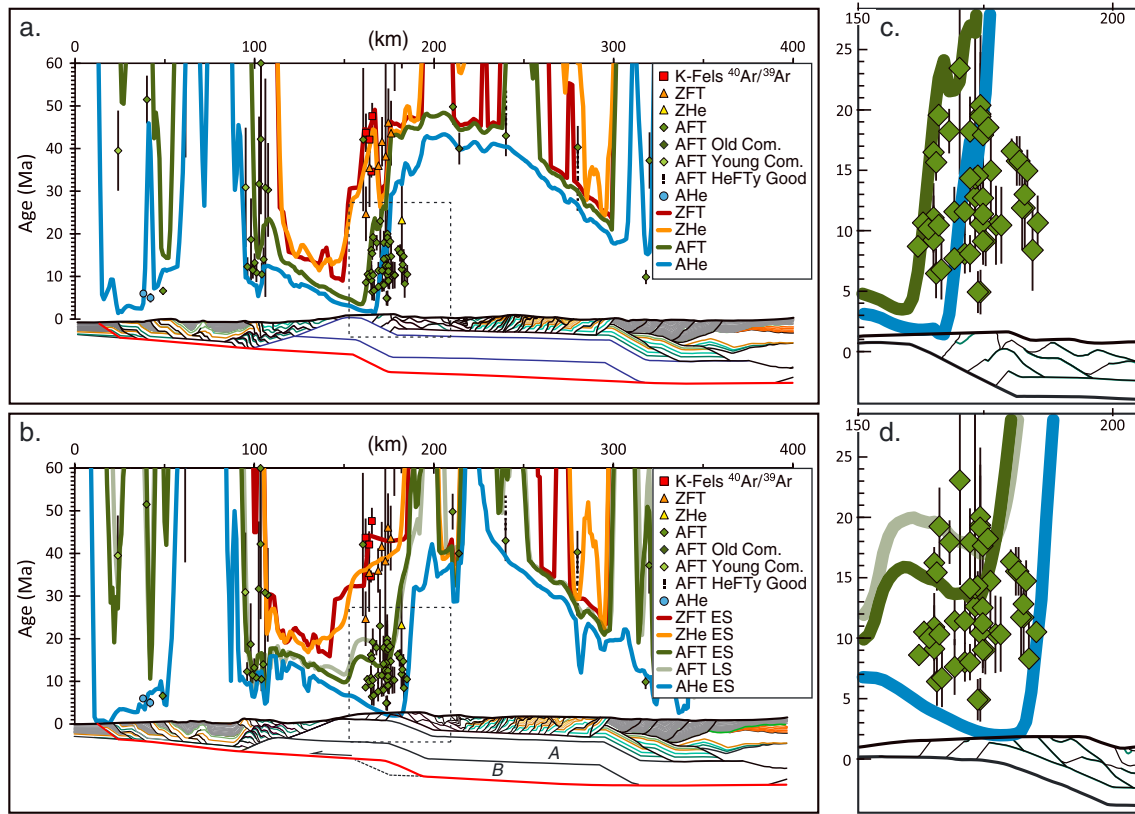 a.
0 100 (km) 200 300 400
Age (Ma)
60
50
40
30
20
10
0
K-Fels ⁴⁰Ar/³⁹Ar
ZFT
ZHe
AFT
AFT Old Com.
AFT Young Com.
AFT HeFTy Good
AHe
ZFT
ZHe
AFT
AHe
c.
150 200
25
20
15
10
5
0
b.
0 100 (km) 200 300 400
Age (Ma)
60
50
40
30
20
10
0
K-Fels ⁴⁰Ar/³⁹Ar
ZFT
ZHe
AFT
AFT Old Com.
AFT Young Com.
AFT HeFTy Good
AHe
ZFT ES
ZHe ES
AFT ES
AFT LS
AHe ES
A
B
d.
150 200
25
20
15
10
5
0